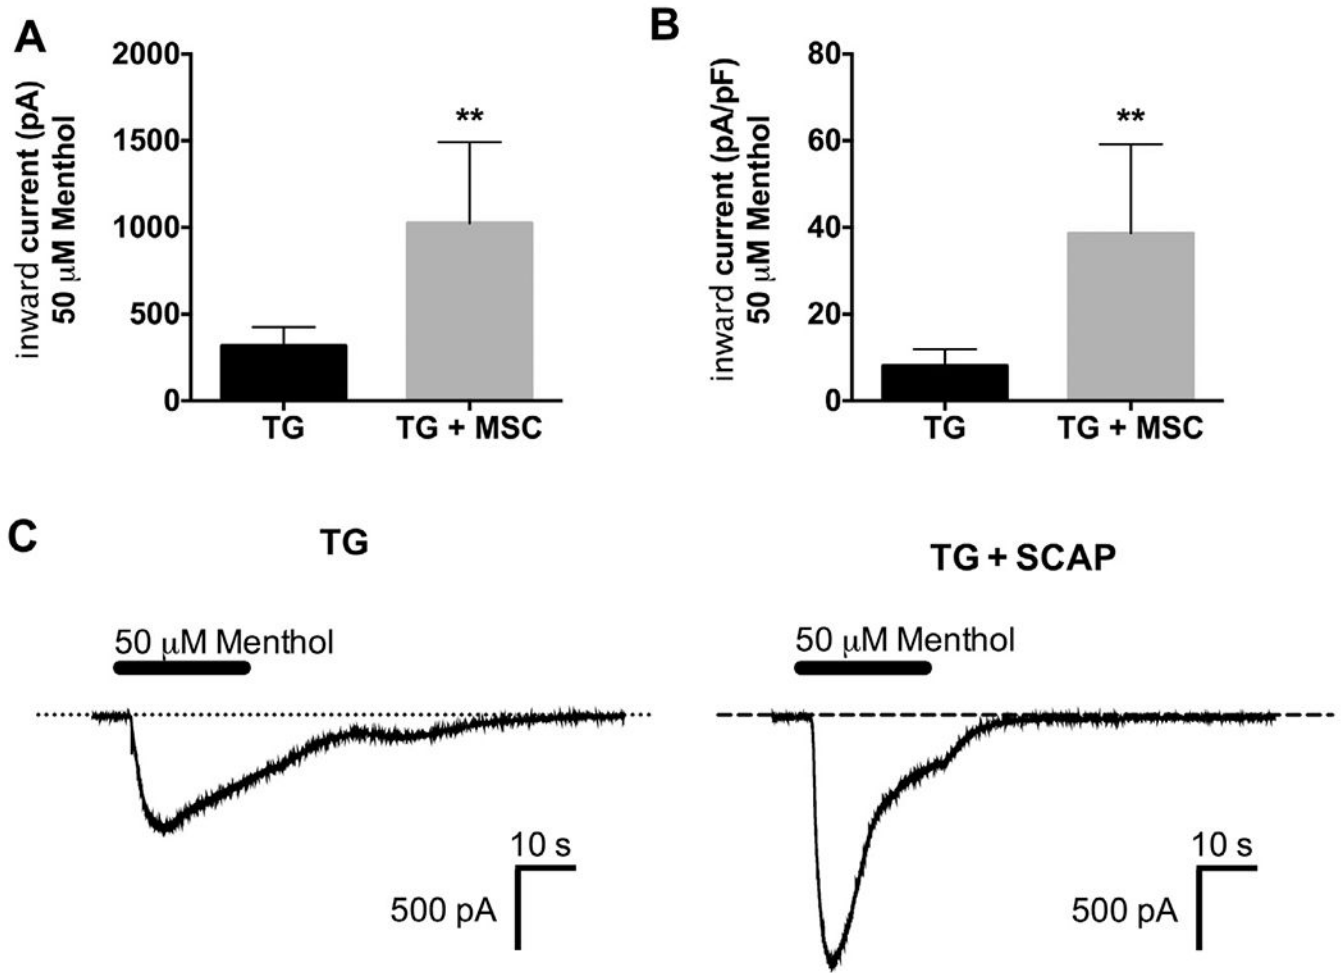 A
inward current (pA)
50 μM Menthol
2000
1500
1000
500
0
**
TG
TG + MSC
B
inward current (pA/pF)
50 μM Menthol
80
60
40
20
0
**
TG
TG + MSC
C
TG
50 μM Menthol
10 s
500 pA
TG + SCAP
50 μM Menthol
10 s
500 pA